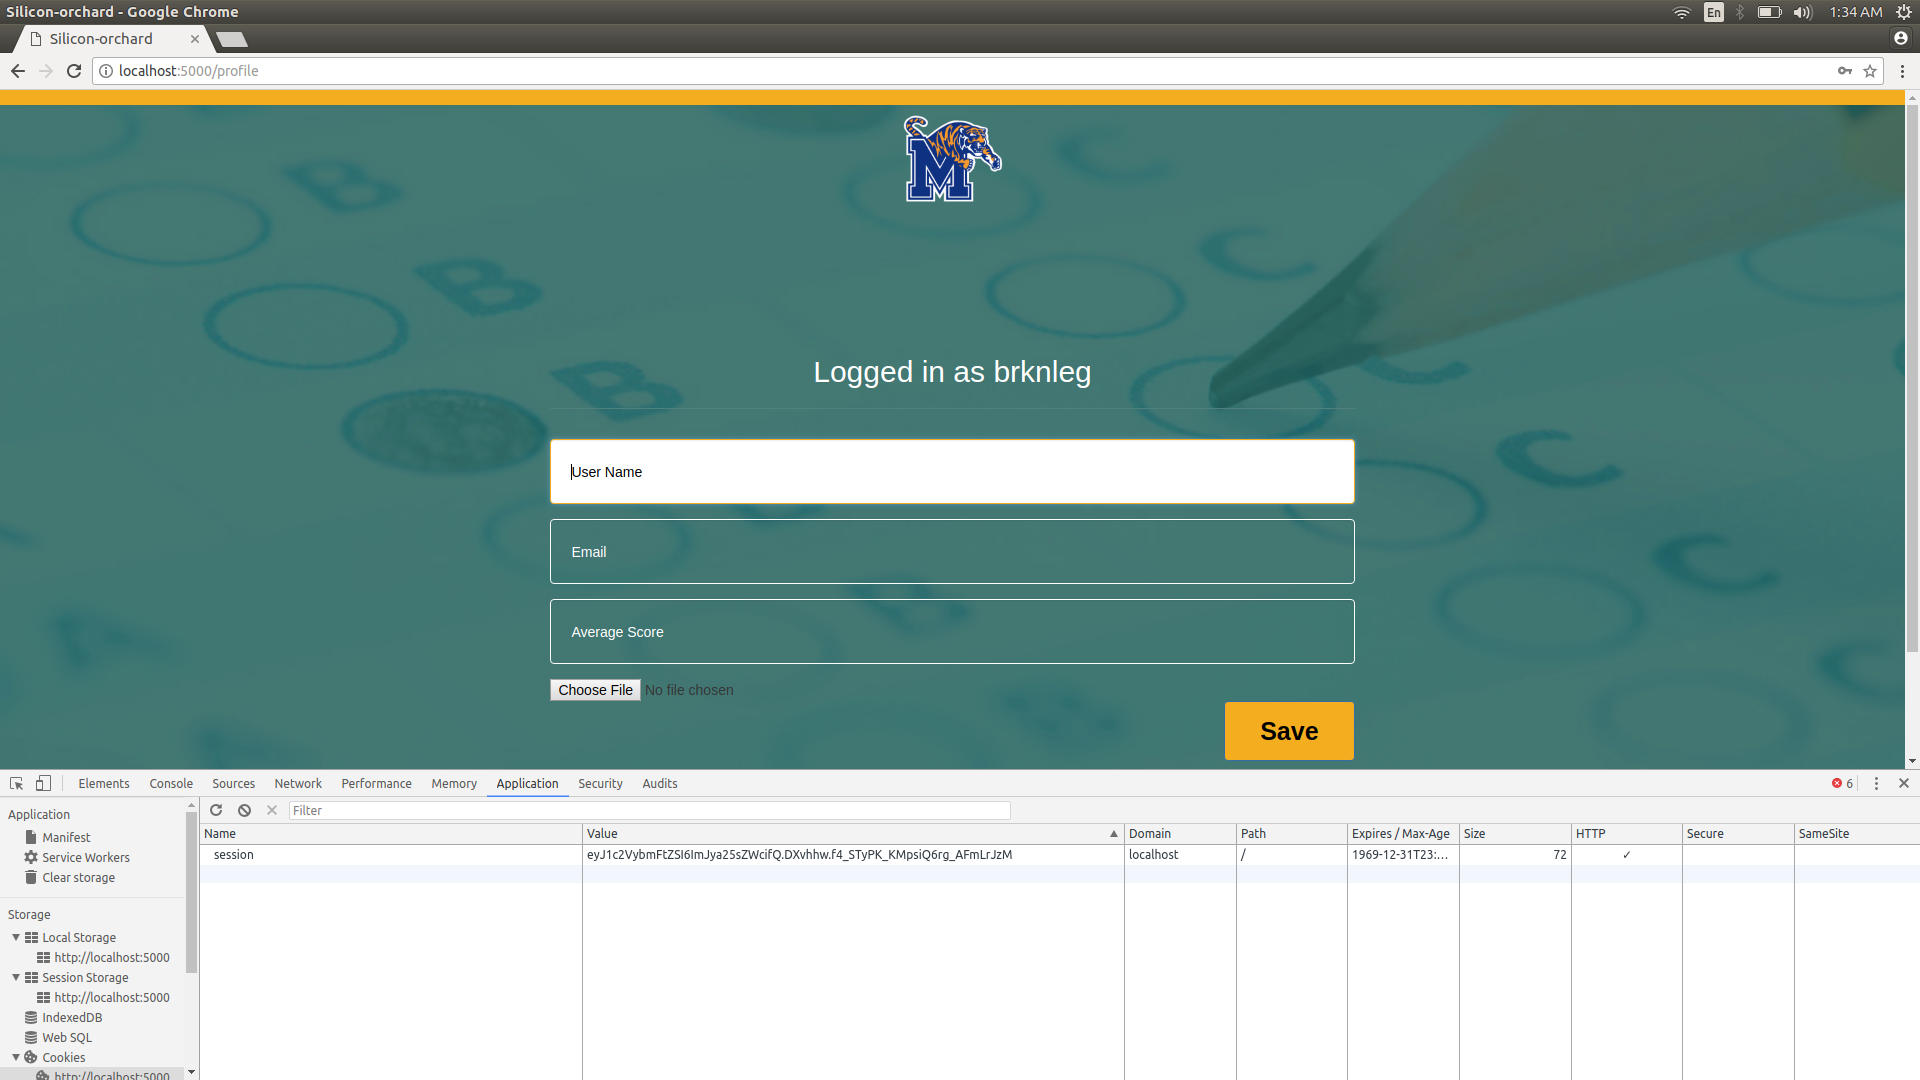 Silicon-orchard - Google Chrome
En
1:34 AM
Silicon-orchard
localhost:5000/profile
M
Logged in as brknleg
User Name
Email
Average Score
Choose File No file chosen
Save
Elements Console Sources Network Performance Memory Application Security Audits 6
Application
Manifest
Service Workers
Clear storage
Storage
Local Storage
http://localhost:5000
Session Storage
http://localhost:5000
IndexedDB
Web SQL
Cookies
http://localhost:5000
Filter
Name Value Domain Path Expires / Max-Age Size HTTP Secure SameSite
session eyJ1c2VybmFtZSI6ImJya25sZWcifQ.DXvhhw.f4_STyPK_KMpsiQ6rg_AFmLrJzM localhost / 1969-12-31T23:... 72 ✓
B
B
B
B
B
A
A
C
C
C
C
C
C
C